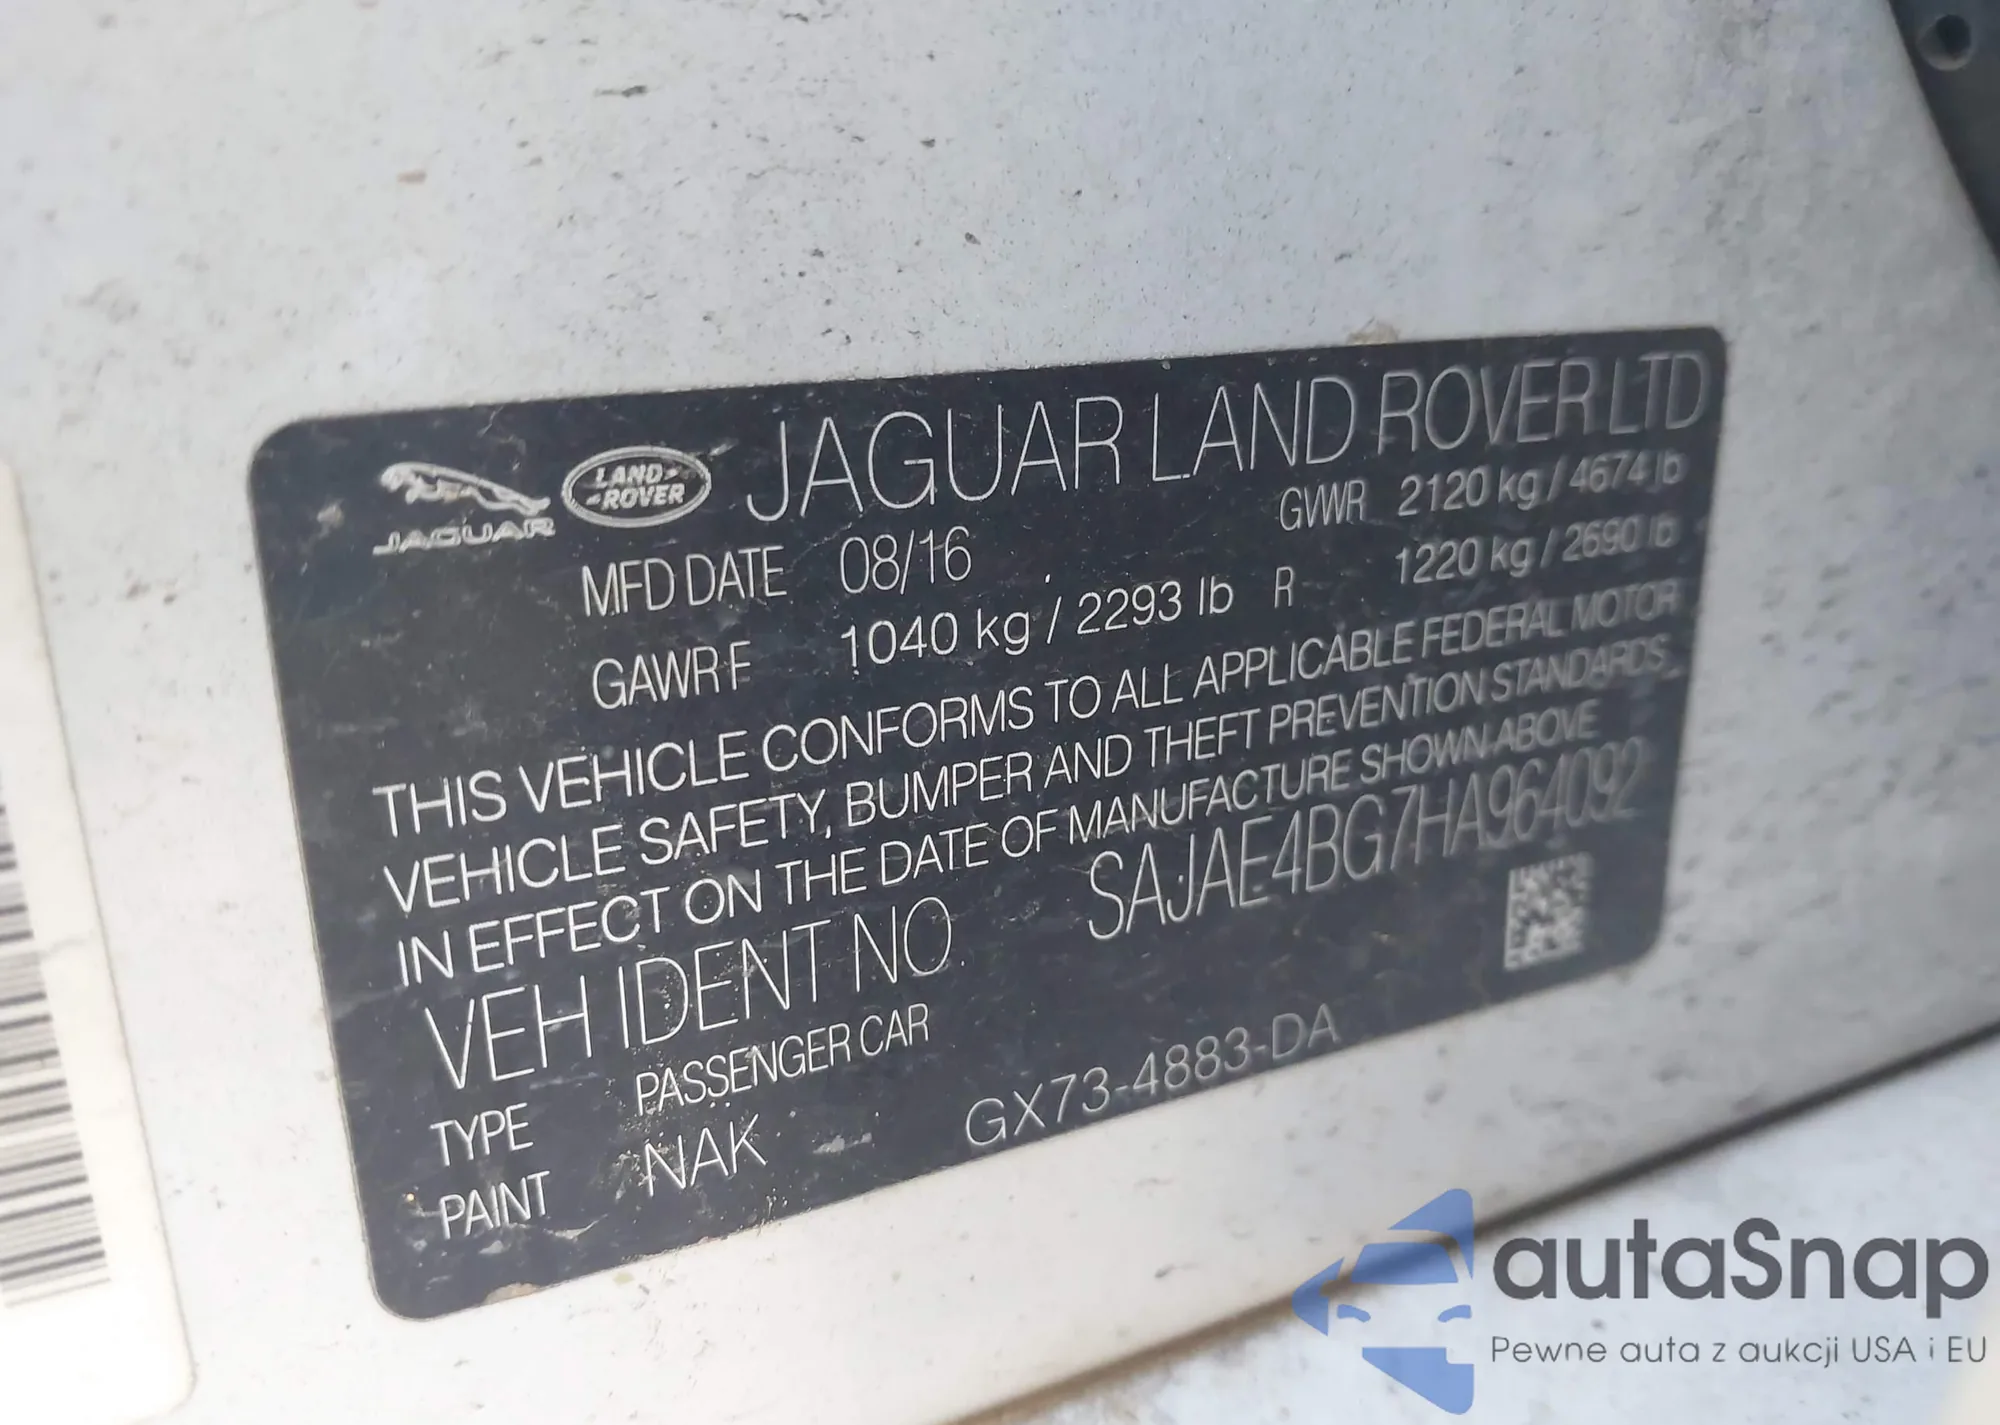 JAGUAR
LAND
ROVER
JAGUAR LAND ROVER LTD
MFD DATE 08/16 GVWR 2120 kg / 4674 lb
GAWR F 1040 kg / 2293 lb R 1220 kg / 2690 lb
THIS VEHICLE CONFORMS TO ALL APPLICABLE FEDERAL MOTOR
VEHICLE SAFETY, BUMPER AND THEFT PREVENTION STANDARDS
IN EFFECT ON THE DATE OF MANUFACTURE SHOWN ABOVE
VEH IDENT NO. SAJAE4BG7HA964092
TYPE PASSENGER CAR
PAINT NAK GX73-4883-DA
autaSnap
Pewne auta z aukcji USA i EU